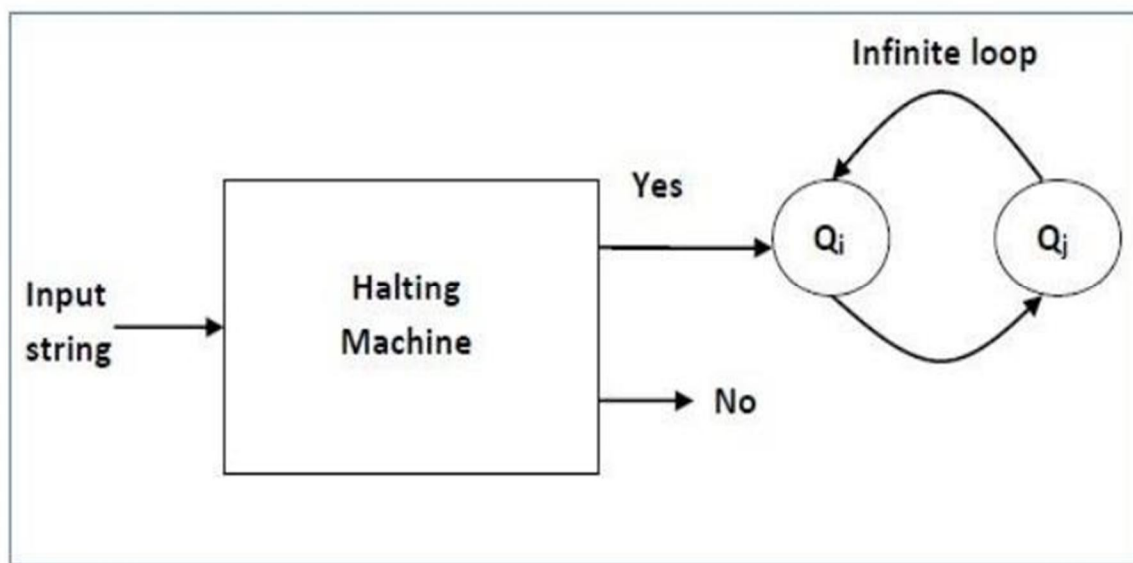 Infinite loop
Yes
Qi
Qj
Input
string
Halting
Machine
No